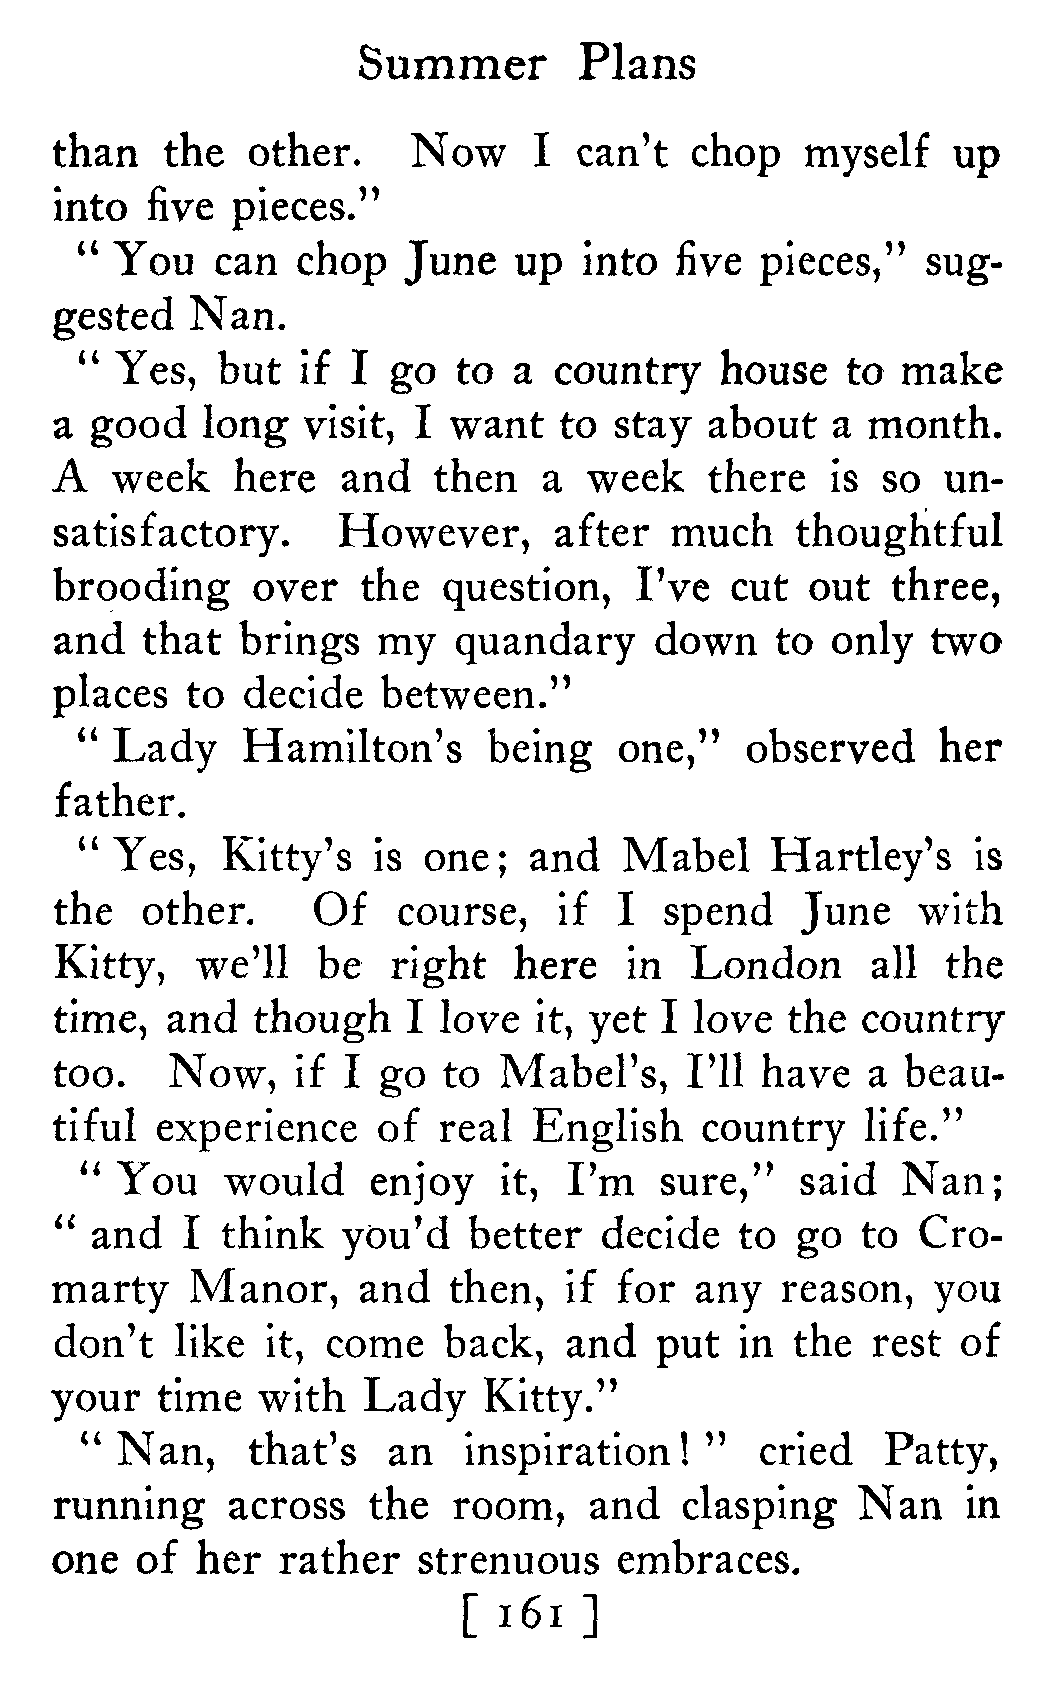 Summer Plans
than the other. Now I can't chop myself up
into five pieces."
" You can chop June up into five pieces," sug-
gested Nan.
" Yes, but if I go to a country house to make
a good long visit, I want to stay about a month.
A week here and then a week there is so un-
satisfactory. However, after much thoughtful
brooding over the question, I've cut out three,
and that brings my quandary down to only two
places to decide between."
" Lady Hamilton's being one," observed her
father.
" Yes, Kitty's is one; and Mabel Hartley's is
the other. Of course, if I spend June with
Kitty, we'll be right here in London all the
time, and though I love it, yet I love the country
too. Now, if I go to Mabel's, I'll have a beau-
tiful experience of real English country life."
" You would enjoy it, I'm sure," said Nan;
" and I think you'd better decide to go to Cro-
marty Manor, and then, if for any reason, you
don't like it, come back, and put in the rest of
your time with Lady Kitty."
" Nan, that's an inspiration! " cried Patty,
running across the room, and clasping Nan in
one of her rather strenuous embraces.
[ 161 ]